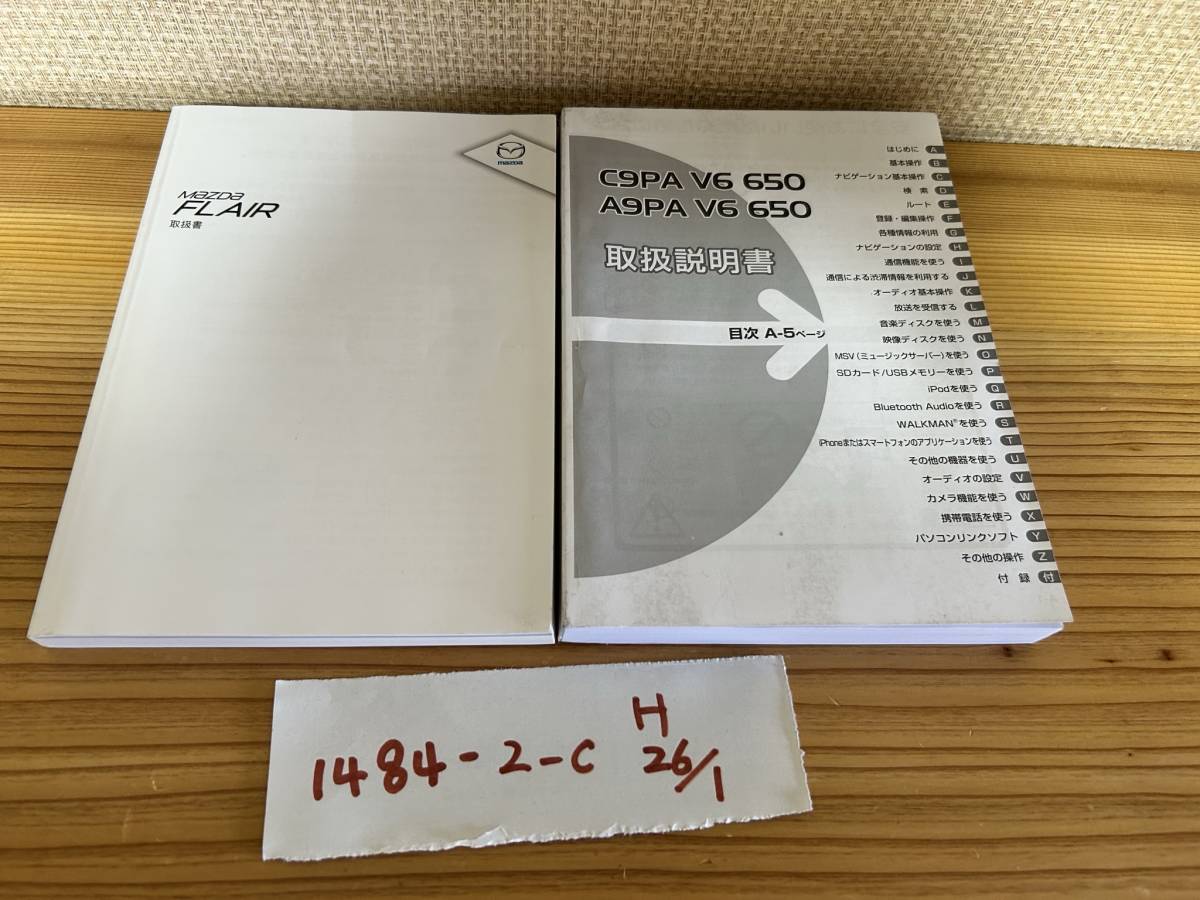 mazda
mazda
FLAIR
取扱書
C9PA V6 650
A9PA V6 650
取扱説明書
目次 A-5ページ
はじめに A
基本操作 B
ナビゲーション基本操作 C
検 索 D
ルート E
登録・編集操作 F
各種情報の利用 G
ナビゲーションの設定 H
通信機能を使う I
通信による渋滞情報を利用する J
オーディオ基本操作 K
放送を受信する L
音楽ディスクを使う M
映像ディスクを使う N
MSV(ミュージックサーバー)を使う O
SDカード/USBメモリーを使う P
iPodを使う Q
Bluetooth Audioを使う R
WALKMAN®を使う S
iPhoneまたはスマートフォンのアプリケーションを使う T
その他の機器を使う U
オーディオの設定 V
カメラ機能を使う W
携帯電話を使う X
パソコンリンクソフト Y
その他の操作 Z
付 録 付
1484-2-C H
26/1